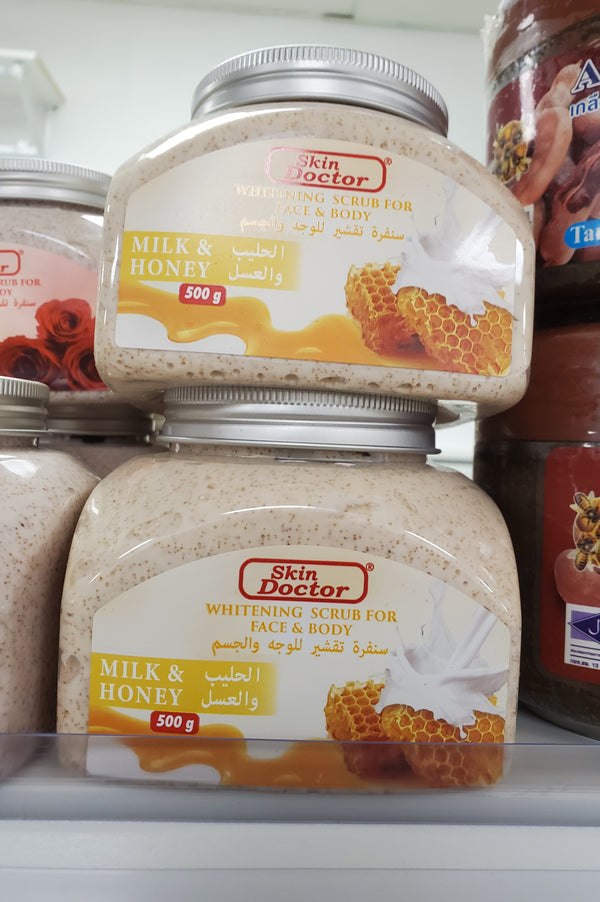 Skin
Doctor®
WHITENING SCRUB FOR
FACE & BODY
سنفرة تقشير للوجه والجسم
MILK &
HONEY
الحليب
والعسل
500 g
Skin
Doctor®
WHITENING SCRUB FOR
FACE & BODY
سنفرة تقشير للوجه والجسم
MILK &
HONEY
الحليب
والعسل
500 g